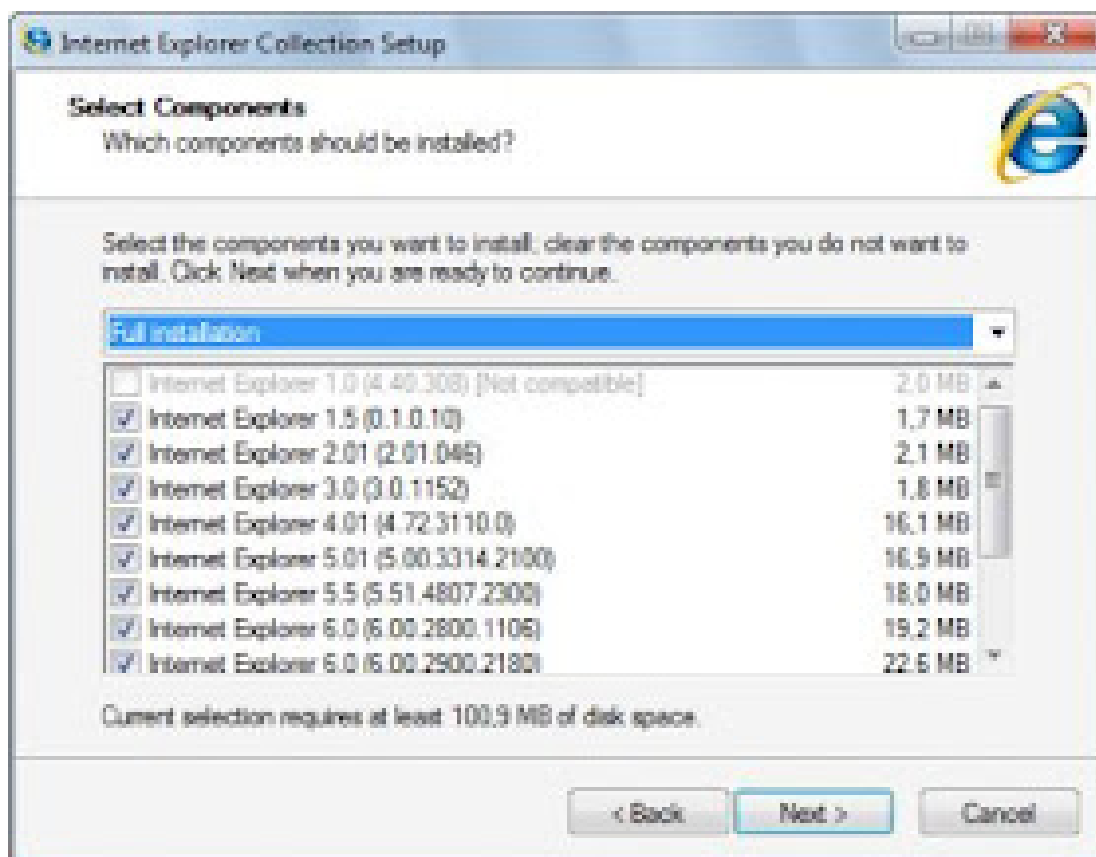 Internet Explorer Collection Setup
Select Components
Which components should be installed?
Select the components you want to install; clear the components you do not want to
install. Click Next when you are ready to continue.
Full installation
Internet Explorer 1.0 (4.40.308) [Not compatible] 2,0 MB
Internet Explorer 1.5 (0.1.0.10) 1,7 MB
Internet Explorer 2.01 (2.01.046) 2,1 MB
Internet Explorer 3.0 (3.0.1152) 1,8 MB
Internet Explorer 4.01 (4.72.3110.0) 16,1 MB
Internet Explorer 5.01 (5.00.3314.2100) 16,9 MB
Internet Explorer 5.5 (5.51.4807.2300) 18,0 MB
Internet Explorer 6.0 (6.00.2800.1106) 19,2 MB
Internet Explorer 6.0 (6.00.2900.2180) 22,6 MB
Current selection requires at least 100,9 MB of disk space.
< Back
Next >
Cancel